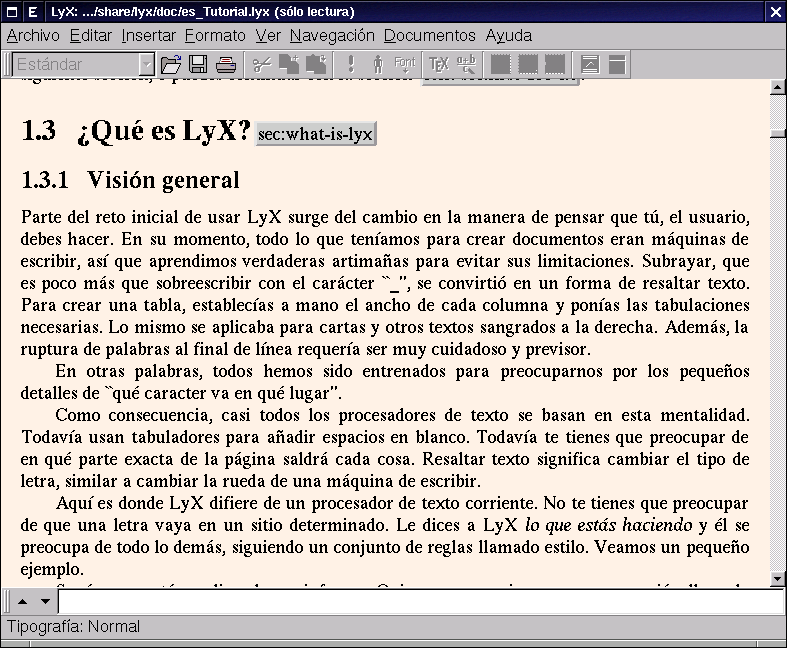 E LyX: .../share/lyx/doc/es_Tutorial.lyx (sólo lectura)
Archivo Editar Insertar Formato Ver Navegación Documentos Ayuda
Estándar Font TeX a+b
1.3 ¿Qué es LyX? sec:what-is-lyx
1.3.1 Visión general
Parte del reto inicial de usar LyX surge del cambio en la manera de pensar que tú, el usuario,
debes hacer. En su momento, todo lo que teníamos para crear documentos eran máquinas de
escribir, así que aprendimos verdaderas artimañas para evitar sus limitaciones. Subrayar, que
es poco más que sobreescribir con el carácter ``_'', se convirtió en un forma de resaltar texto.
Para crear una tabla, establecías a mano el ancho de cada columna y ponías las tabulaciones
necesarias. Lo mismo se aplicaba para cartas y otros textos sangrados a la derecha. Además, la
ruptura de palabras al final de línea requería ser muy cuidadoso y previsor.
En otras palabras, todos hemos sido entrenados para preocuparnos por los pequeños
detalles de ``qué caracter va en qué lugar''.
Como consecuencia, casi todos los procesadores de texto se basan en esta mentalidad.
Todavía usan tabuladores para añadir espacios en blanco. Todavía te tienes que preocupar de
en qué parte exacta de la página saldrá cada cosa. Resaltar texto significa cambiar el tipo de
letra, similar a cambiar la rueda de una máquina de escribir.
Aquí es donde LyX difiere de un procesador de texto corriente. No te tienes que preocupar
de que una letra vaya en un sitio determinado. Le dices a LyX lo que estás haciendo y él se
preocupa de todo lo demás, siguiendo un conjunto de reglas llamado estilo. Veamos un pequeño
ejemplo.
Tipografía: Normal